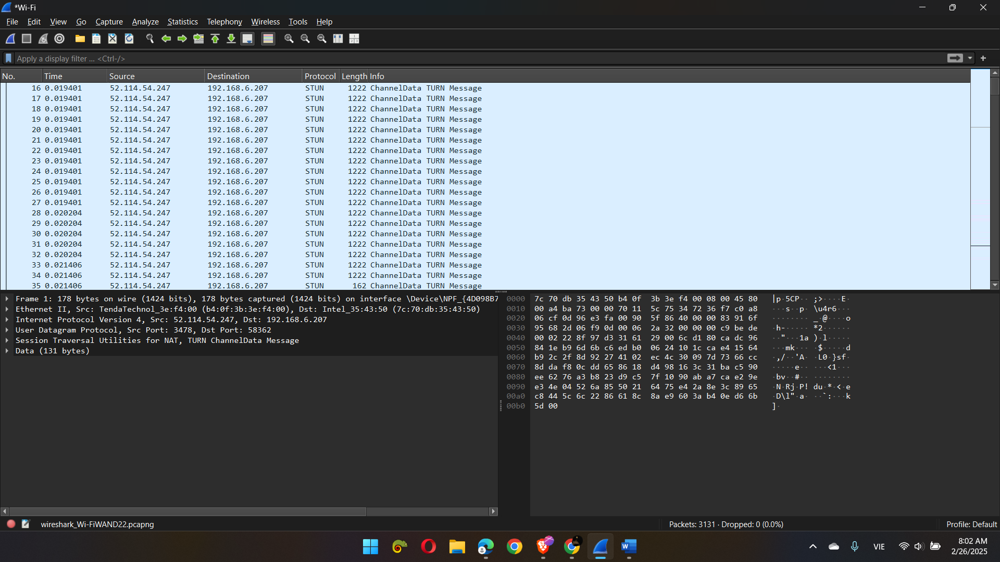 *Wi-Fi
File Edit View Go Capture Analyze Statistics Telephony Wireless Tools Help
Apply a display filter ... <Ctrl-/>
No. Time Source Destination Protocol Length Info
16 0.019401 52.114.54.247 192.168.6.207 STUN 1222 ChannelData TURN Message
17 0.019401 52.114.54.247 192.168.6.207 STUN 1222 ChannelData TURN Message
18 0.019401 52.114.54.247 192.168.6.207 STUN 1222 ChannelData TURN Message
19 0.019401 52.114.54.247 192.168.6.207 STUN 1222 ChannelData TURN Message
20 0.019401 52.114.54.247 192.168.6.207 STUN 1222 ChannelData TURN Message
21 0.019401 52.114.54.247 192.168.6.207 STUN 1222 ChannelData TURN Message
22 0.019401 52.114.54.247 192.168.6.207 STUN 1222 ChannelData TURN Message
23 0.019401 52.114.54.247 192.168.6.207 STUN 1222 ChannelData TURN Message
24 0.019401 52.114.54.247 192.168.6.207 STUN 1222 ChannelData TURN Message
25 0.019401 52.114.54.247 192.168.6.207 STUN 1222 ChannelData TURN Message
26 0.019401 52.114.54.247 192.168.6.207 STUN 1222 ChannelData TURN Message
27 0.019401 52.114.54.247 192.168.6.207 STUN 1222 ChannelData TURN Message
28 0.020204 52.114.54.247 192.168.6.207 STUN 1222 ChannelData TURN Message
29 0.020204 52.114.54.247 192.168.6.207 STUN 1222 ChannelData TURN Message
30 0.020204 52.114.54.247 192.168.6.207 STUN 1222 ChannelData TURN Message
31 0.020204 52.114.54.247 192.168.6.207 STUN 1222 ChannelData TURN Message
32 0.020204 52.114.54.247 192.168.6.207 STUN 1222 ChannelData TURN Message
33 0.021406 52.114.54.247 192.168.6.207 STUN 1222 ChannelData TURN Message
34 0.021406 52.114.54.247 192.168.6.207 STUN 1222 ChannelData TURN Message
35 0.021406 52.114.54.247 192.168.6.207 STUN 162 ChannelData TURN Message
Frame 1: 178 bytes on wire (1424 bits), 178 bytes captured (1424 bits) on interface \Device\NPF_{4D098B7
Ethernet II, Src: TendaTechnol_3e:f4:00 (b4:0f:3b:3e:f4:00), Dst: Intel_35:43:50 (7c:70:db:35:43:50)
Internet Protocol Version 4, Src: 52.114.54.247, Dst: 192.168.6.207
User Datagram Protocol, Src Port: 3478, Dst Port: 58362
Session Traversal Utilities for NAT, TURN ChannelData Message
Data (131 bytes)
0000 7c 70 db 35 43 50 b4 0f 3b 3e f4 00 08 00 45 80 |p·5CP·· ;>····E·
0010 00 a4 ba 73 00 00 70 11 5c 75 34 72 36 f7 c0 a8 ···s··p· \u4r6···
0020 06 cf 0d 96 e3 fa 00 90 5f 86 40 00 00 83 91 6f ········ _·@····o
0030 95 68 2d 06 f9 0d 00 06 2a 32 00 00 00 c9 be de ·h-····· *2······
0040 00 02 22 8f 97 d3 31 61 29 00 6c d1 80 ca dc 96 ··"···1a )·l·····
0050 84 1e b9 6d 6b c6 ed b0 06 24 10 1c ca e4 15 64 ···mk··· ·$·····d
0060 b9 2c 2f 8d 92 27 41 02 ec 4c 30 09 7d 73 66 cc ·,/··'A· ·L0·}sf·
0070 8d da f8 0c dd 65 86 18 d4 98 16 3c 31 ba c5 90 ·····e·· ···<1···
0080 ee 62 76 a3 b8 23 d9 c5 7f 10 90 ab a7 ca e2 9e ·bv··#·· ········
0090 e3 4e 04 52 6a 85 50 21 64 75 e4 2a 8e 3c 89 65 ·N·Rj·P! du·*·<·e
00a0 c8 44 5c 6c 22 86 61 8c 8a e9 60 3a b4 0e d6 6b ·D\l"·a· ··`:···k
00b0 5d 00 ]·
wireshark_Wi-FiWAND22.pcapng Packets: 3131 · Dropped: 0 (0.0%) Profile: Default
VIE
8:02 AM
2/26/2025